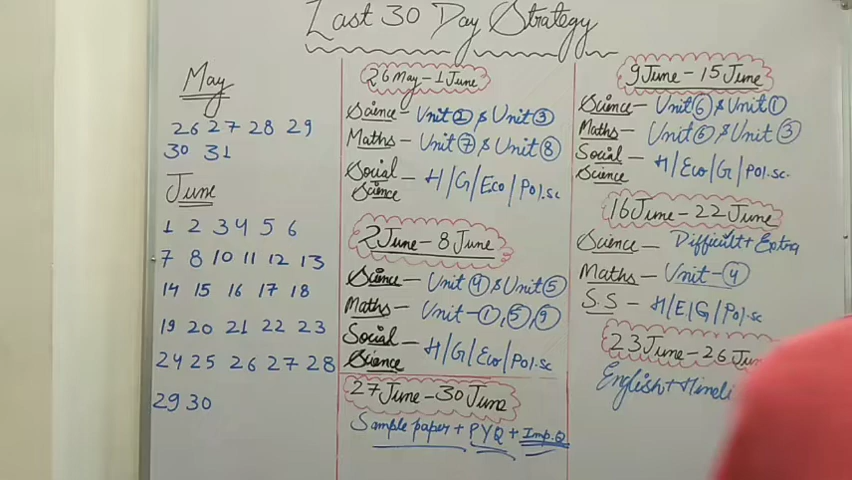 Last 30 Day Strategy
May
26 27 28 29
30 31
June
1 2 3 4 5 6
7 8 10 11 12 13
14 15 16 17 18
19 20 21 22 23
24 25 26 27 28
29 30
26 May - 1 June
Science - Unit ② & Unit ③
Maths - Unit ⑦ & Unit ⑧
Social Science - H/G/Eco/Pol.sc
2 June - 8 June
Science - Unit ④ & Unit ⑤
Maths - Unit - ①, ⑤, ⑨
Social Science - H/G/Eco/Pol.sc
27 June - 30 June
Sample paper + PYQ + Imp.Q
9 June - 15 June
Science - Unit ⑥ & Unit ①
Maths - Unit ⑥ & Unit ③
Social Science - H/Eco/G/Pol.sc.
16 June - 22 June
Science - Difficult + Extra
Maths - Unit - ④
S.S - H/E/G/Pol.sc
23 June - 26 Jun
English + Hindi